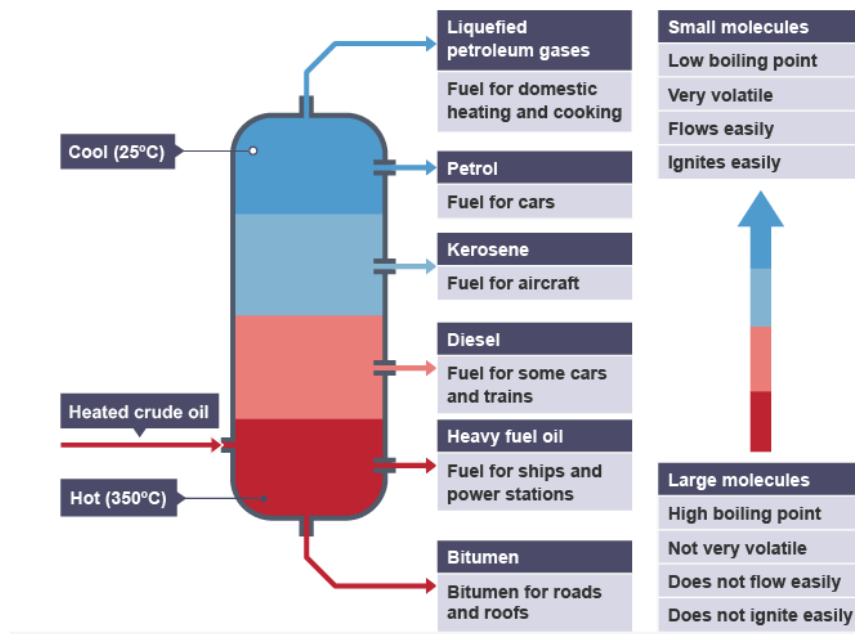 Liquefied
petroleum gases
Fuel for domestic
heating and cooking
Cool (25ºC)
Petrol
Fuel for cars
Kerosene
Fuel for aircraft
Diesel
Fuel for some cars
and trains
Heated crude oil
Heavy fuel oil
Fuel for ships and
power stations
Hot (350ºC)
Bitumen
Bitumen for roads
and roofs
Small molecules
Low boiling point
Very volatile
Flows easily
Ignites easily
Large molecules
High boiling point
Not very volatile
Does not flow easily
Does not ignite easily